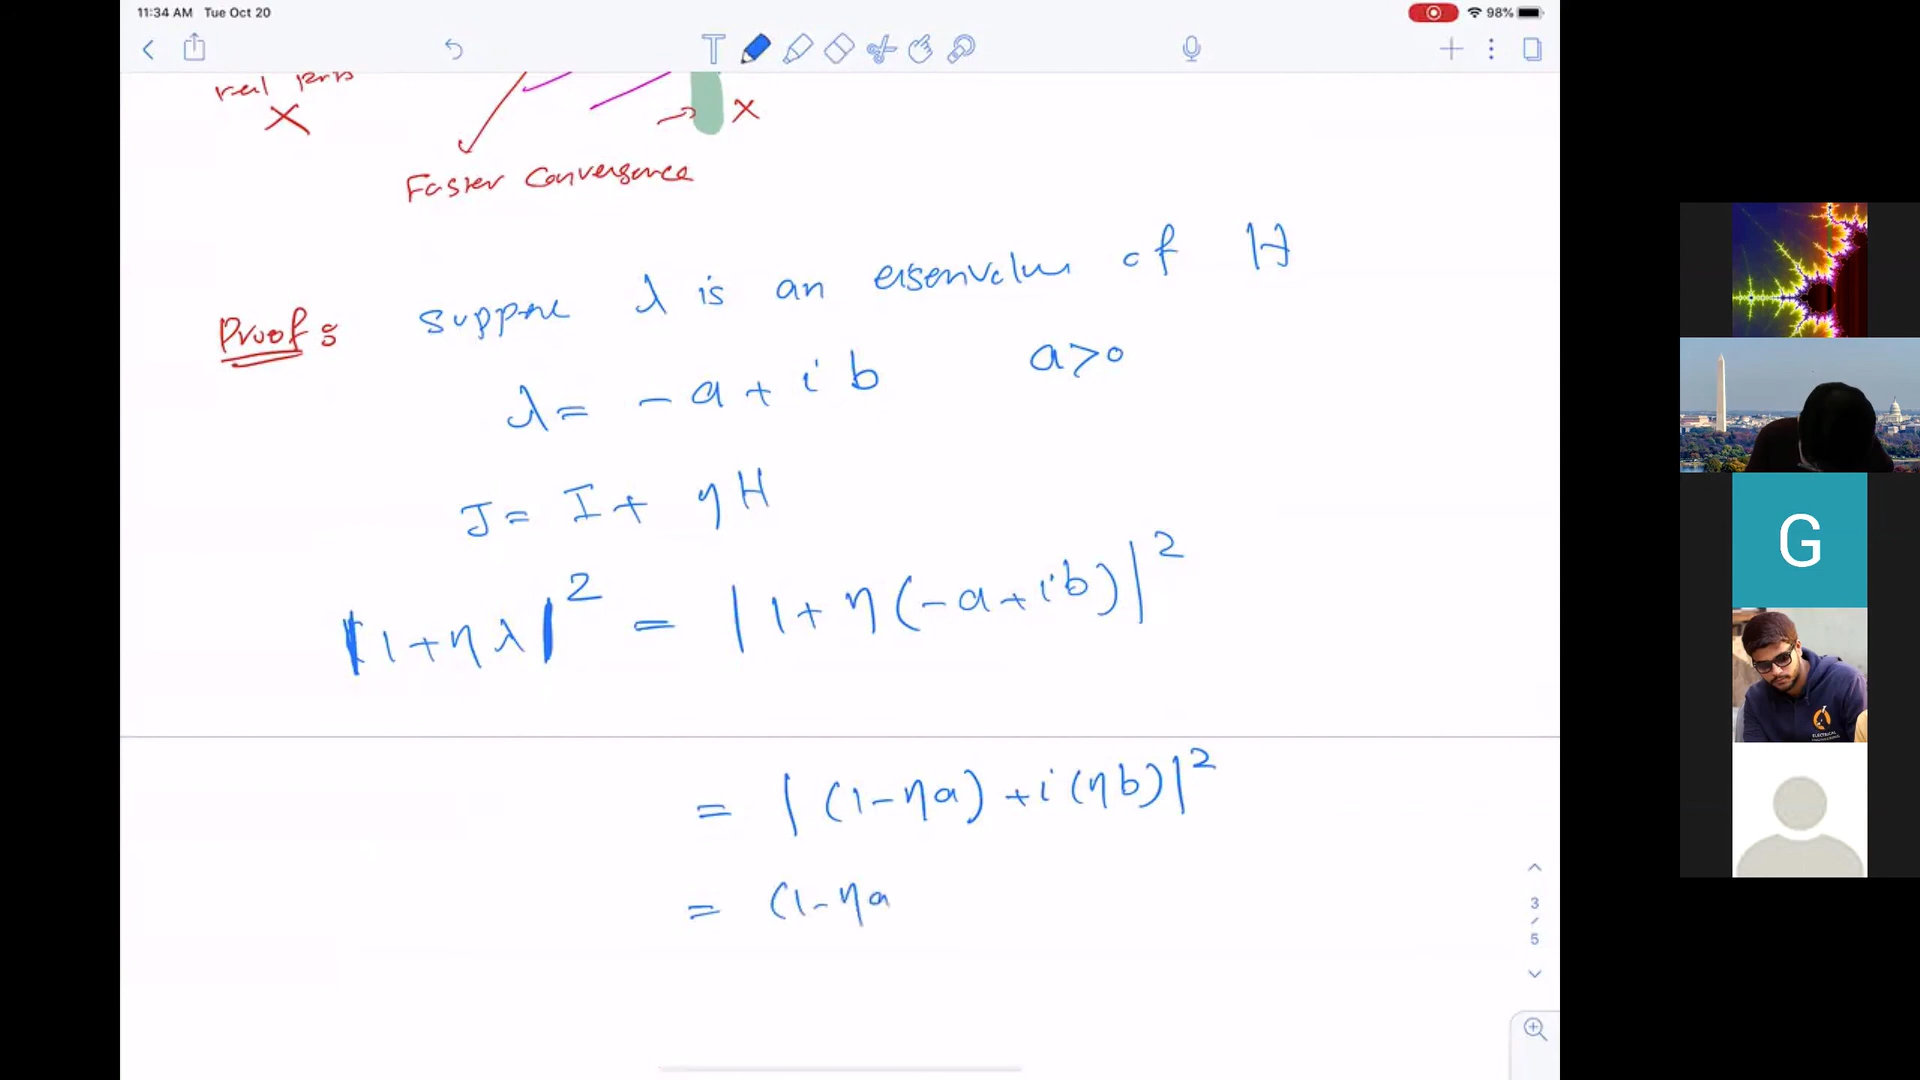 11:34 AM Tue Oct 20
98%
T
real parts
X
X
Faster Convergence
Proof: suppose λ is an eigenvalue of H
λ = -a + ib a>0
J = I + ηH
|1+ηλ|² = |1+η(-a+ib)|²
= |(1-ηa)+i(ηb)|²
= (1-ηa
3
/
5
G
ELECTRICAL